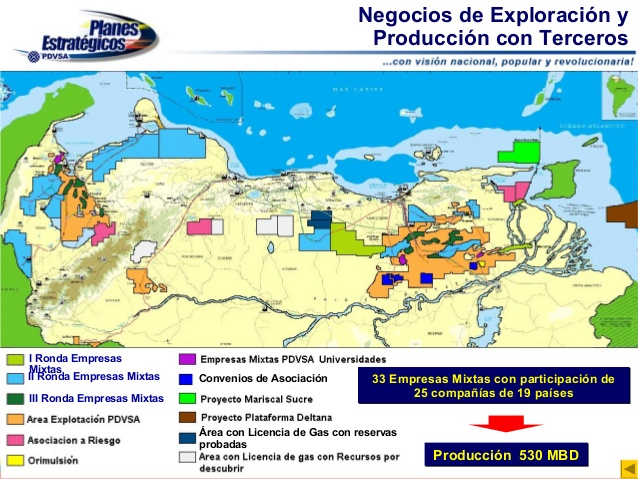 Planes
Estratégicos
PDVSA
Negocios de Exploración y
Producción con Terceros
...con visión nacional, popular y revolucionaria!
MAR CARIBE
I Ronda Empresas
Mixtas
II Ronda Empresas Mixtas
III Ronda Empresas Mixtas
Area Explotación PDVSA
Asociacion a Riesgo
Orimulsión
Empresas Mixtas PDVSA Universidades
Convenios de Asociación
Proyecto Mariscal Sucre
Proyecto Plataforma Deltana
Área con Licencia de Gas con reservas
probadas
Area con Licencia de gas con Recursos por
descubrir
33 Empresas Mixtas con participación de
25 compañías de 19 países
Producción 530 MBD